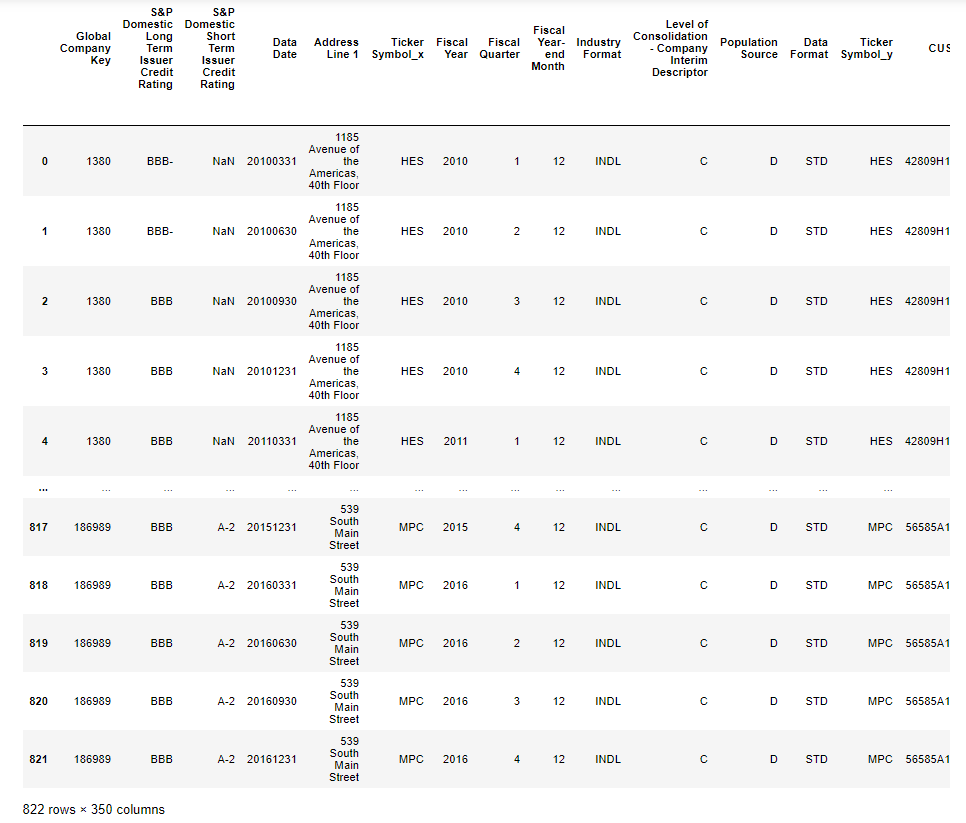 Global Company Key	S&P Domestic Long Term Issuer Credit Rating	S&P Domestic Short Term Issuer Credit Rating	Data Date	Address Line 1	Ticker Symbol_x	Fiscal Year	Fiscal Quarter	Fiscal Year-end Month	Industry Format	Level of Consolidation - Company Interim Descriptor	Population Source	Data Format	Ticker Symbol_y	CUS
0	1380	BBB-	NaN	20100331	1185 Avenue of the Americas, 40th Floor	HES	2010	1	12	INDL	C	D	STD	HES	42809H1
1	1380	BBB-	NaN	20100630	1185 Avenue of the Americas, 40th Floor	HES	2010	2	12	INDL	C	D	STD	HES	42809H1
2	1380	BBB	NaN	20100930	1185 Avenue of the Americas, 40th Floor	HES	2010	3	12	INDL	C	D	STD	HES	42809H1
3	1380	BBB	NaN	20101231	1185 Avenue of the Americas, 40th Floor	HES	2010	4	12	INDL	C	D	STD	HES	42809H1
4	1380	BBB	NaN	20110331	1185 Avenue of the Americas, 40th Floor	HES	2011	1	12	INDL	C	D	STD	HES	42809H1
...	...	...	...	...	...	...	...	...	...	...	...	...	...	...
817	186989	BBB	A-2	20151231	539 South Main Street	MPC	2015	4	12	INDL	C	D	STD	MPC	56585A1
818	186989	BBB	A-2	20160331	539 South Main Street	MPC	2016	1	12	INDL	C	D	STD	MPC	56585A1
819	186989	BBB	A-2	20160630	539 South Main Street	MPC	2016	2	12	INDL	C	D	STD	MPC	56585A1
820	186989	BBB	A-2	20160930	539 South Main Street	MPC	2016	3	12	INDL	C	D	STD	MPC	56585A1
821	186989	BBB	A-2	20161231	539 South Main Street	MPC	2016	4	12	INDL	C	D	STD	MPC	56585A1
822 rows × 350 columns